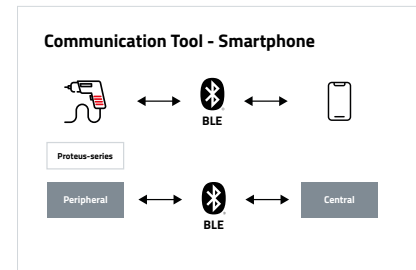 Communication Tool - Smartphone
BLE
Proteus-series
Peripheral
Central
BLE